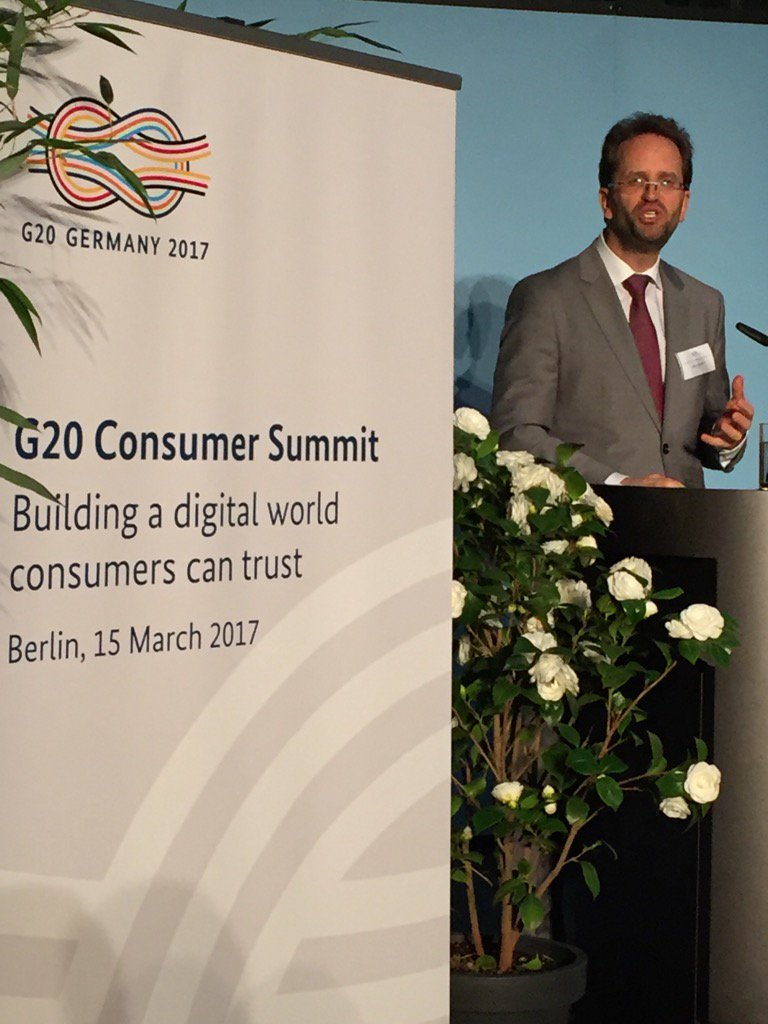 G20 GERMANY 2017
G20 Consumer Summit
Building a digital world
consumers can trust
Berlin, 15 March 2017